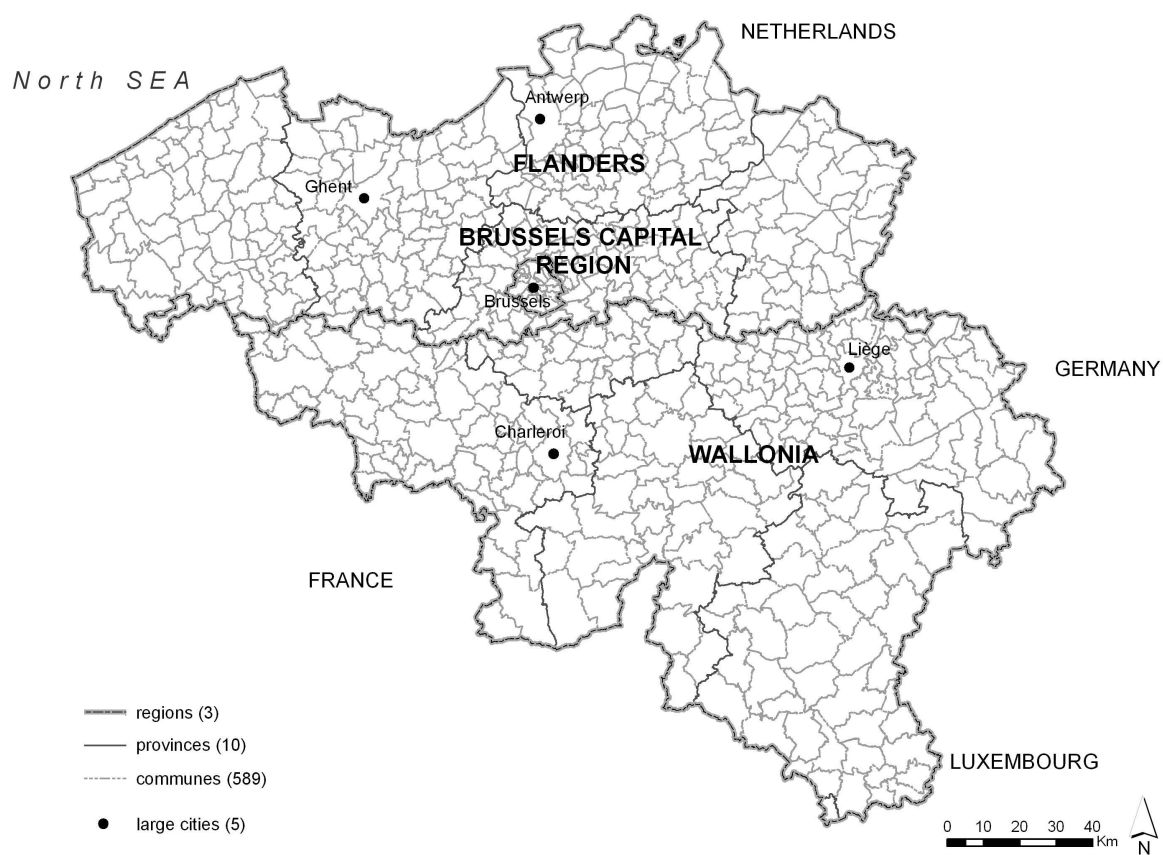 NETHERLANDS
North SEA
Antwerp
FLANDERS
Ghent
BRUSSELS CAPITAL
REGION
Brussels
Liège
GERMANY
Charleroi
WALLONIA
FRANCE
regions (3)
provinces (10)
communes (589)
large cities (5)
LUXEMBOURG
0 10 20 30 40
Km
N